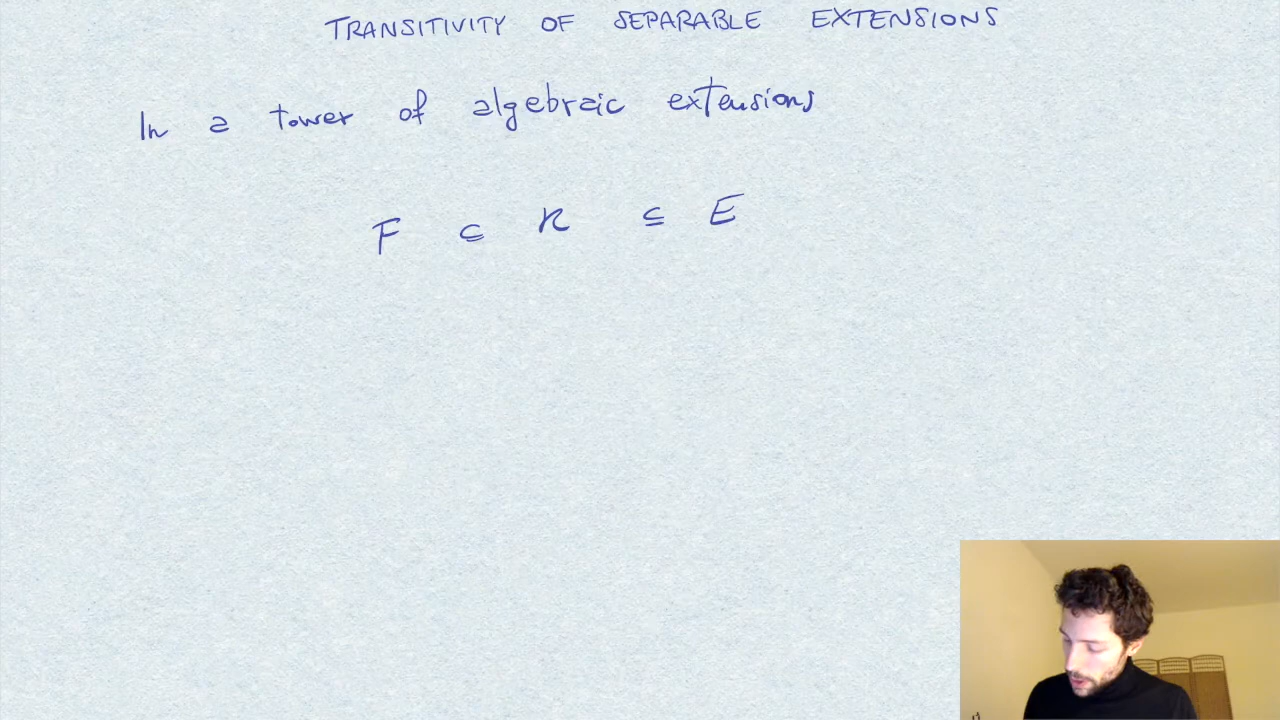 TRANSITIVITY OF SEPARABLE EXTENSIONS
In a tower of algebraic extensions
F ⊆ K ⊆ E